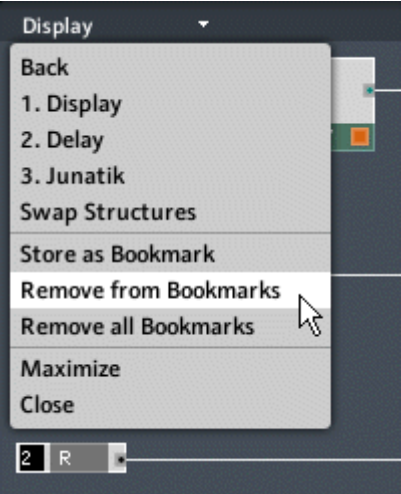 Display
Back
1. Display
2. Delay
3. Junatik
Swap Structures
Store as Bookmark
Remove from Bookmarks
Remove all Bookmarks
Maximize
Close
2 R